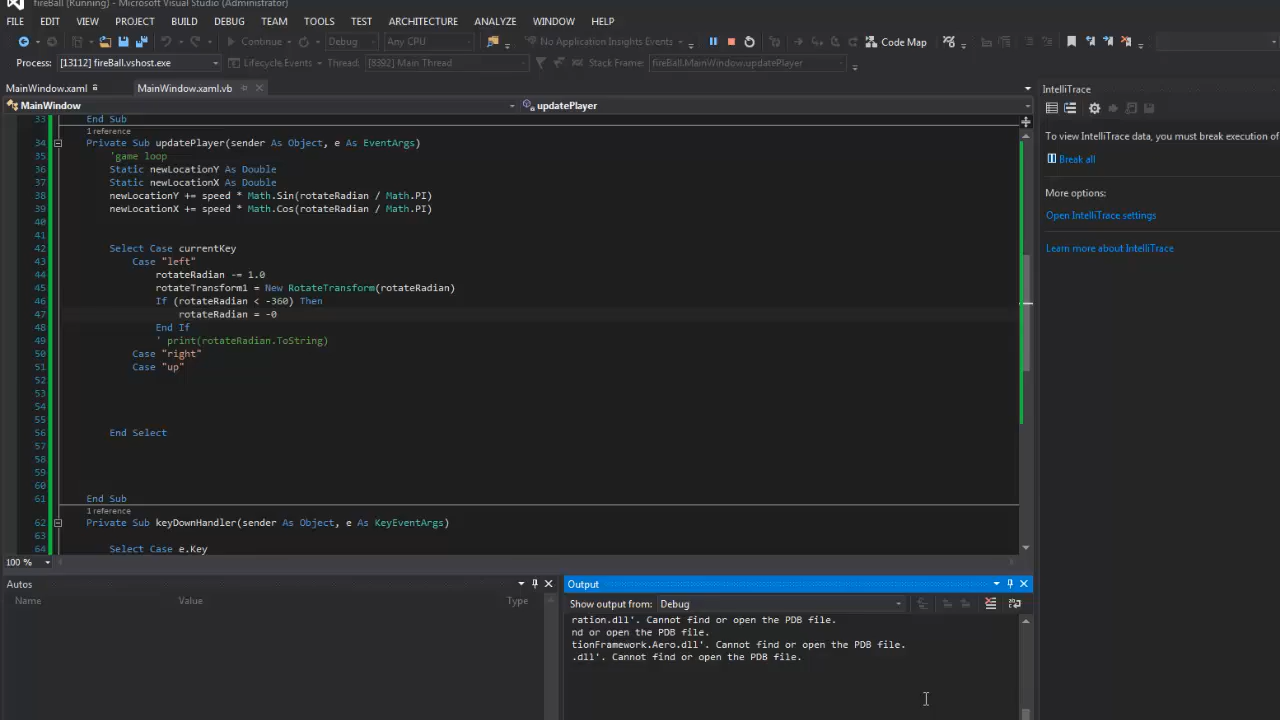 fireBall (Running) - Microsoft Visual Studio (Administrator)
FILE EDIT VIEW PROJECT BUILD DEBUG TEAM TOOLS TEST ARCHITECTURE ANALYZE WINDOW HELP
Continue Debug Any CPU No Application Insights Events Code Map
Process: [13112] fireBall.vshost.exe Lifecycle Events Thread: [8392] Main Thread Stack Frame: fireBall.MainWindow.updatePlayer
MainWindow.xaml MainWindow.xaml.vb
MainWindow updatePlayer
33 End Sub
1 reference
34 Private Sub updatePlayer(sender As Object, e As EventArgs)
35 'game loop
36 Static newLocationY As Double
37 Static newLocationX As Double
38 newLocationY += speed * Math.Sin(rotateRadian / Math.PI)
39 newLocationX += speed * Math.Cos(rotateRadian / Math.PI)
40
41
42 Select Case currentKey
43 Case "left"
44 rotateRadian -= 1.0
45 rotateTransform1 = New RotateTransform(rotateRadian)
46 If (rotateRadian < -360) Then
47 rotateRadian = -0
48 End If
49 ' print(rotateRadian.ToString)
50 Case "right"
51 Case "up"
52
53
54
55
56 End Select
57
58
59
60
61 End Sub
1 reference
62 Private Sub keyDownHandler(sender As Object, e As KeyEventArgs)
63
64 Select Case e.Key
100 %
Autos
Name Value Type
Output
Show output from: Debug
ration.dll'. Cannot find or open the PDB file.
nd or open the PDB file.
tionFramework.Aero.dll'. Cannot find or open the PDB file.
.dll'. Cannot find or open the PDB file.
IntelliTrace
To view IntelliTrace data, you must break execution of
Break all
More options:
Open IntelliTrace settings
Learn more about IntelliTrace